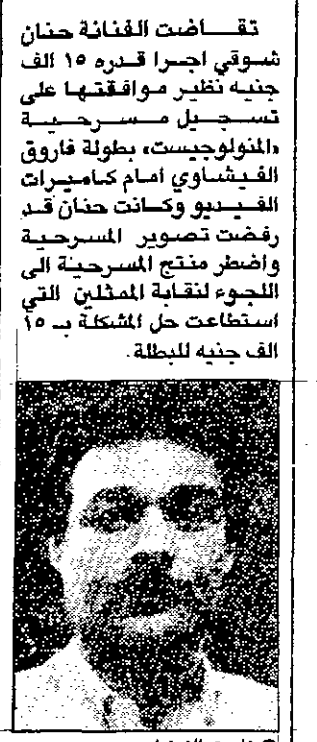 تقاضت الفنانة حنان
شوقي اجرا قدره ١٥ الف
جنيه نظير موافقتها على
تسجيل مسرحية
«المنولوجيست» بطولة فاروق
الفيشاوي امام كاميرات
الفيديو وكانت حنان قد
رفضت تصوير المسرحية
واضطر منتج المسرحية الى
اللجوء لنقابة الممثلين التي
استطاعت حل المشكلة بـ ١٥
الف جنيه للبطلة.